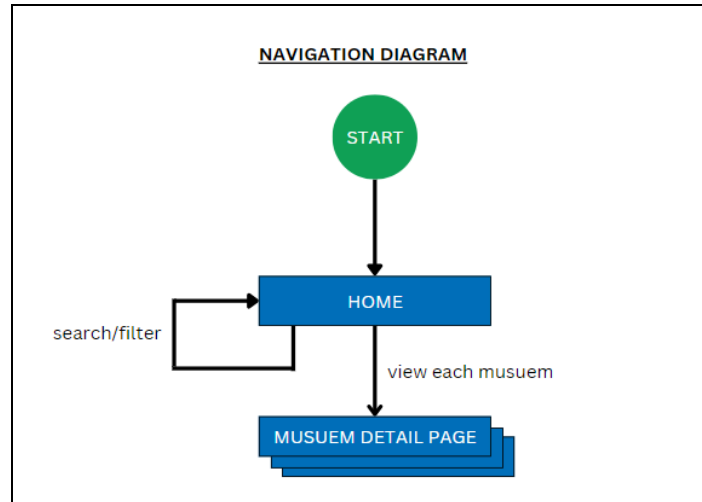 NAVIGATION DIAGRAM
START
HOME
search/filter
view each musuem
MUSUEM DETAIL PAGE